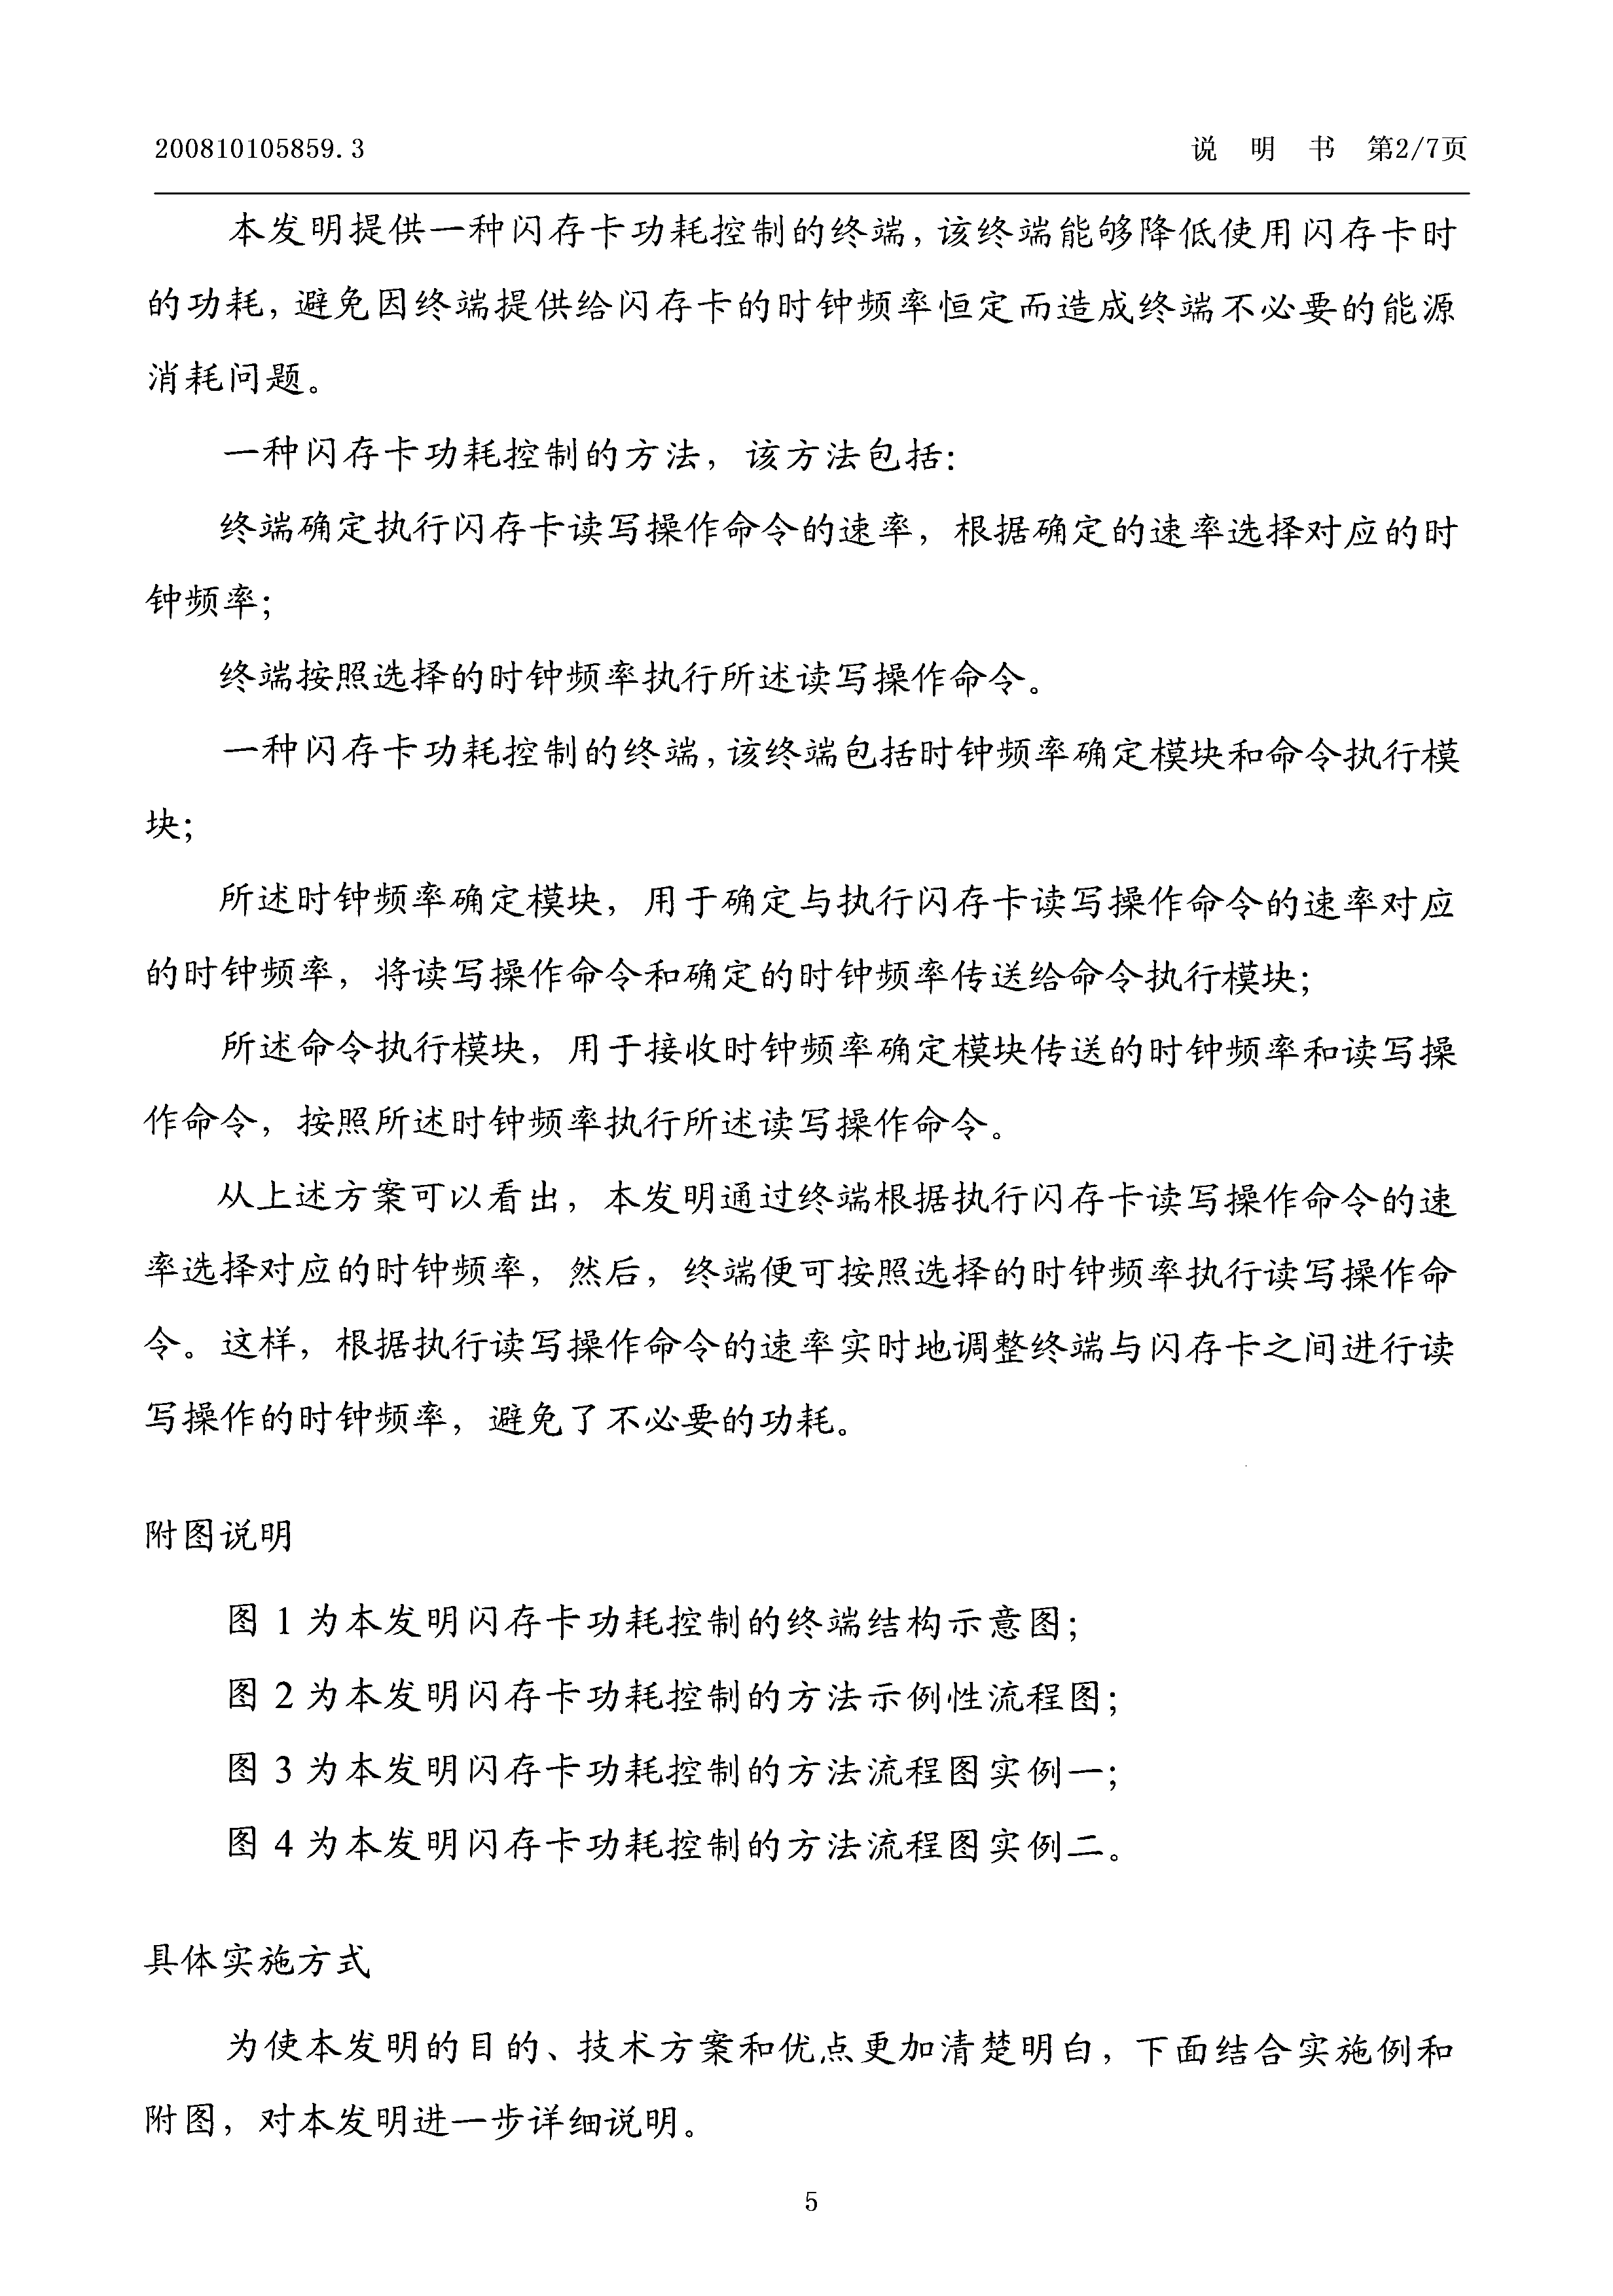 200810105859.3 说 明 书 第2/7页
本发明提供一种闪存卡功耗控制的终端,该终端能够降低使用闪存卡时
的功耗,避免因终端提供给闪存卡的时钟频率恒定而造成终端不必要的能源
消耗问题。
一种闪存卡功耗控制的方法，该方法包括:
终端确定执行闪存卡读写操作命令的速率，根据确定的速率选择对应的时
钟频率;
终端按照选择的时钟频率执行所述读写操作命令。
一种闪存卡功耗控制的终端,该终端包括时钟频率确定模块和命令执行模
块;
所述时钟频率确定模块，用于确定与执行闪存卡读写操作命令的速率对应
的时钟频率，将读写操作命令和确定的时钟频率传送给命令执行模块;
所述命令执行模块，用于接收时钟频率确定模块传送的时钟频率和读写操
作命令，按照所述时钟频率执行所述读写操作命令。
从上述方案可以看出，本发明通过终端根据执行闪存卡读写操作命令的速
率选择对应的时钟频率，然后，终端便可按照选择的时钟频率执行读写操作命
令。这样，根据执行读写操作命令的速率实时地调整终端与闪存卡之间进行读
写操作的时钟频率，避免了不必要的功耗。
附图说明
图 1 为本发明闪存卡功耗控制的终端结构示意图;
图 2 为本发明闪存卡功耗控制的方法示例性流程图;
图 3 为本发明闪存卡功耗控制的方法流程图实例一;
图 4 为本发明闪存卡功耗控制的方法流程图实例二。
具体实施方式
为使本发明的目的、技术方案和优点更加清楚明白，下面结合实施例和
附图，对本发明进一步详细说明。
5